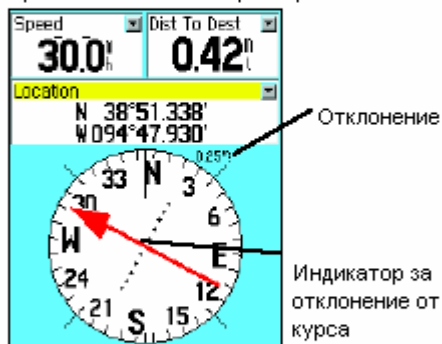 Speed
Dist To Dest
30.0
0.42
Location
N 38°51.338'
W 094°47.930'
Отклонение
0.25
N
33
3
30
6
W
E
24
12
21
15
S
Индикатор за
отклонение от
курса